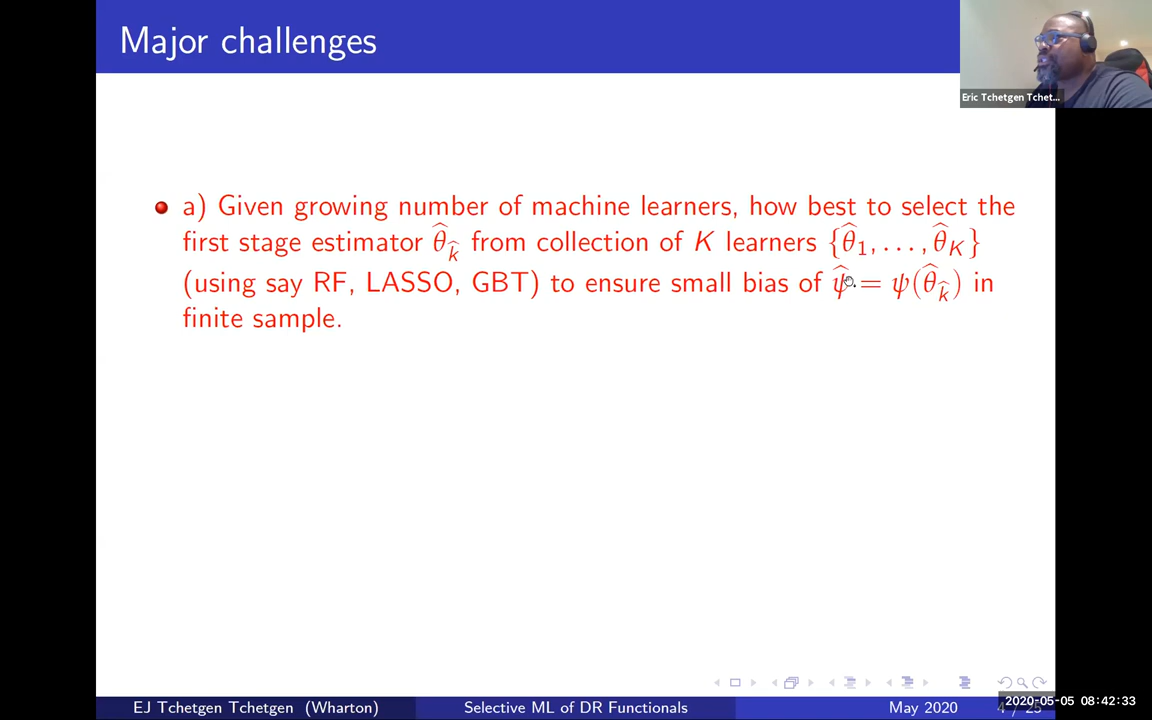 Major challenges
Eric Tchetgen Tchet...
a) Given growing number of machine learners, how best to select the
first stage estimator θ̂_k̂ from collection of K learners {θ̂₁, . . . , θ̂_K}
(using say RF, LASSO, GBT) to ensure small bias of ψ̂ = ψ(θ̂_k̂) in
finite sample.
EJ Tchetgen Tchetgen (Wharton)
Selective ML of DR Functionals
May 2020
4 / 25
2020-05-05 08:42:33